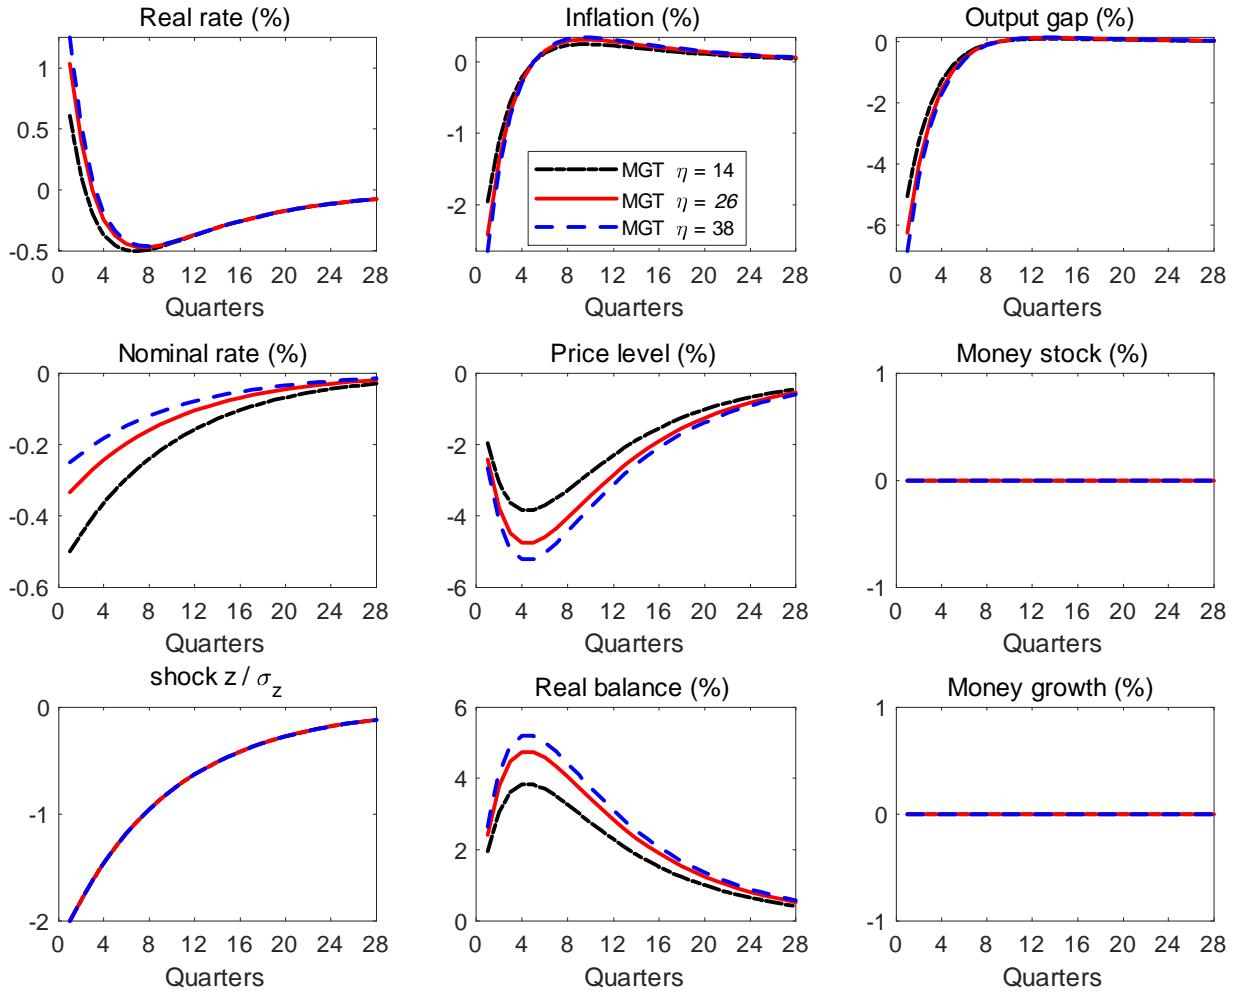 Real rate (%)
Inflation (%)
Output gap (%)
1
0.5
0
-0.5
0 4 8 12 16 20 24 28
Quarters
0
-1
-2
MGT η = 14
MGT η = 26
MGT η = 38
0 4 8 12 16 20 24 28
Quarters
0
-2
-4
-6
0 4 8 12 16 20 24 28
Quarters
Nominal rate (%)
Price level (%)
Money stock (%)
0
-0.2
-0.4
-0.6
0 4 8 12 16 20 24 28
Quarters
0
-2
-4
-6
0 4 8 12 16 20 24 28
Quarters
1
0
-1
0 4 8 12 16 20 24 28
Quarters
shock z / σz
Real balance (%)
Money growth (%)
0
-1
-2
0 4 8 12 16 20 24 28
Quarters
6
4
2
0
0 4 8 12 16 20 24 28
Quarters
1
0
-1
0 4 8 12 16 20 24 28
Quarters